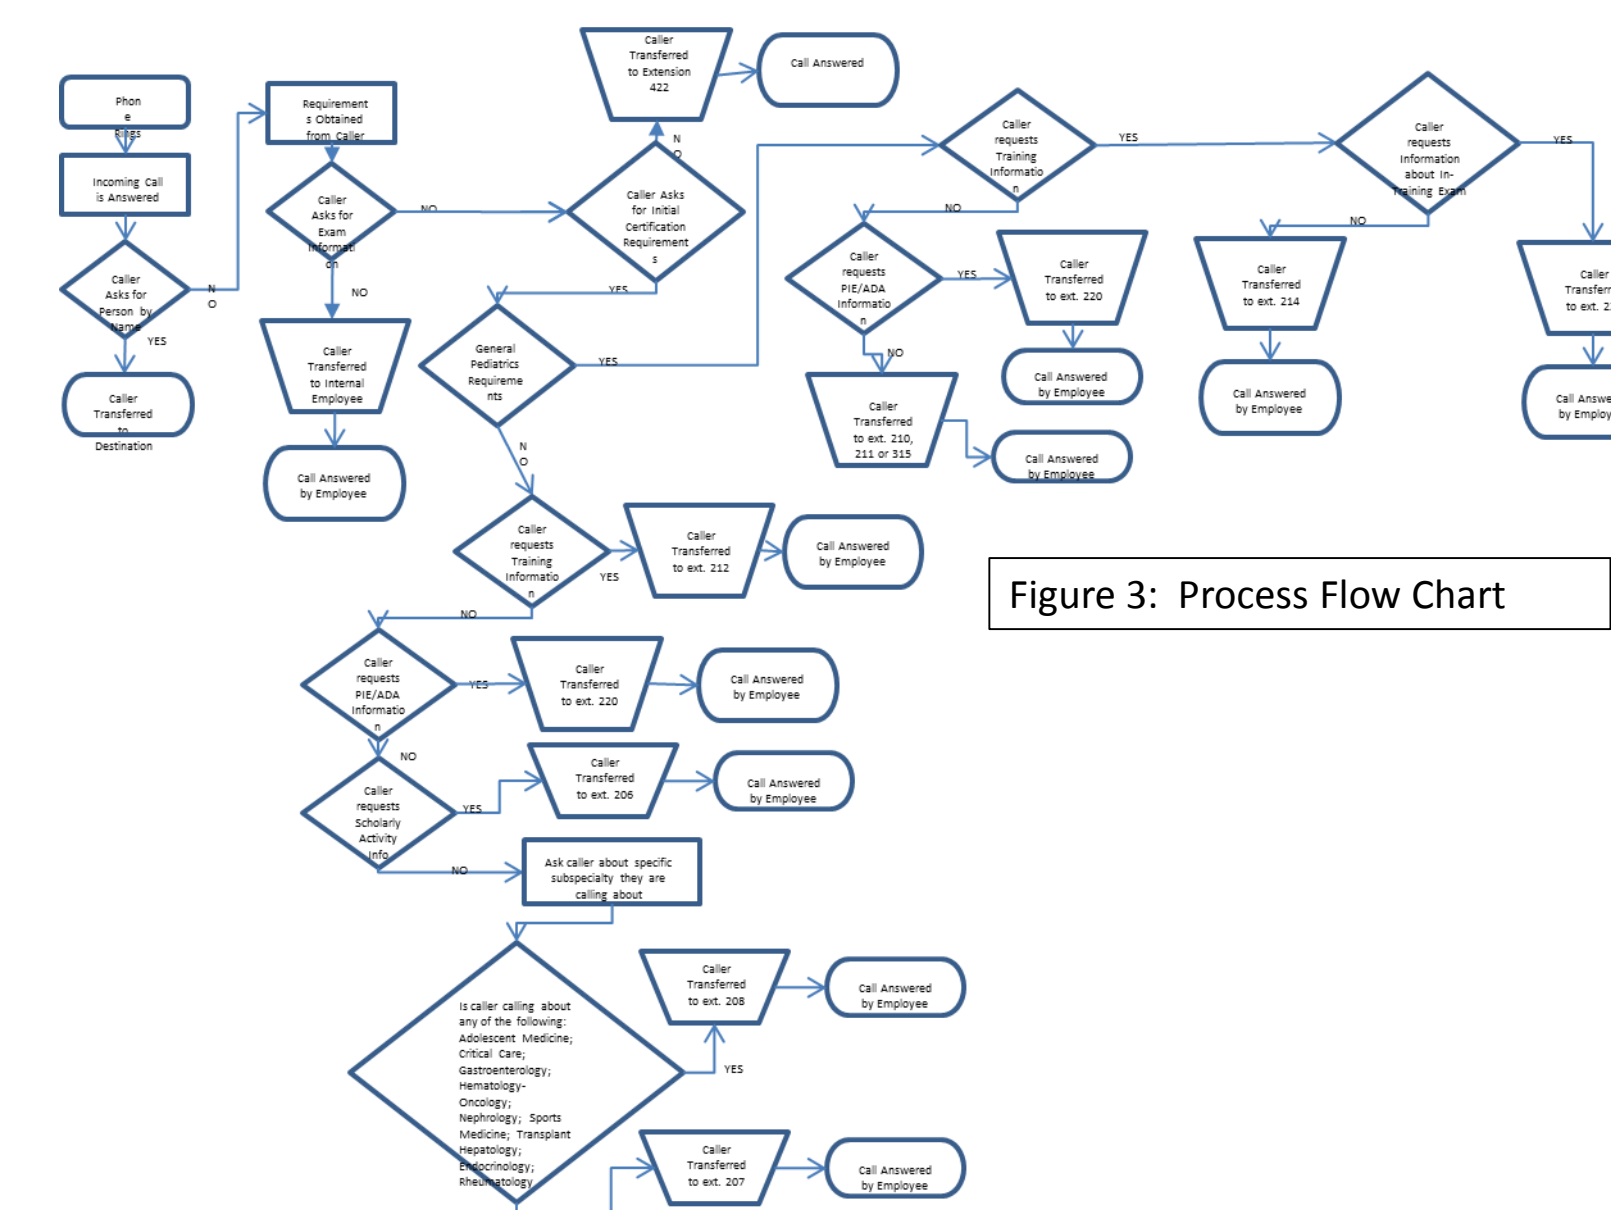 Phon
e
Rings
Incoming Call
is Answered
Caller
Asks for
Person by
Name
YES
Caller
Transferred
to
Destination
N
O
Requirement
s Obtained
from Caller
Caller
Asks for
Exam
Informati
on
NO
NO
Caller
Transferred
to Internal
Employee
Call Answered
by Employee
Caller
Transferred
to Extension
422
Call Answered
N
O
Caller Asks
for Initial
Certification
Requirement
s
YES
General
Pediatrics
Requireme
nts
YES
N
O
Caller
requests
Training
Informatio
n
YES
NO
Caller
requests
PIE/ADA
Informatio
n
YES
Caller
Transferred
to ext. 220
Call Answered
by Employee
NO
Caller
Transferred
to ext. 210,
211 or 315
Call Answered
by Employee
Caller
requests
Information
about In-
Training Exam
YES
NO
Caller
Transferred
to ext. 214
Call Answered
by Employee
Caller
to ext.
Call
Caller
requests
Training
Informatio
n
YES
Caller
Transferred
to ext. 212
Call Answered
by Employee
Figure 3: Process Flow Chart
NO
Caller
requests
PIE/ADA
Informatio
n
YES
Caller
Transferred
to ext. 220
Call Answered
by Employee
NO
Caller
requests
Scholarly
Activity
Info
YES
Caller
Transferred
to ext. 206
Call Answered
by Employee
NO
Ask caller about specific
subspecialty they are
calling about
Is caller calling about
any of the following:
Adolescent Medicine;
Critical Care;
Gastroenterology;
Hematology-
Oncology;
Nephrology; Sports
Medicine; Transplant
Hepatology;
Endocrinology;
Rheumatology
YES
Caller
Transferred
to ext. 208
Call Answered
by Employee
Caller
Transferred
to ext. 207
Call Answered
by Employee